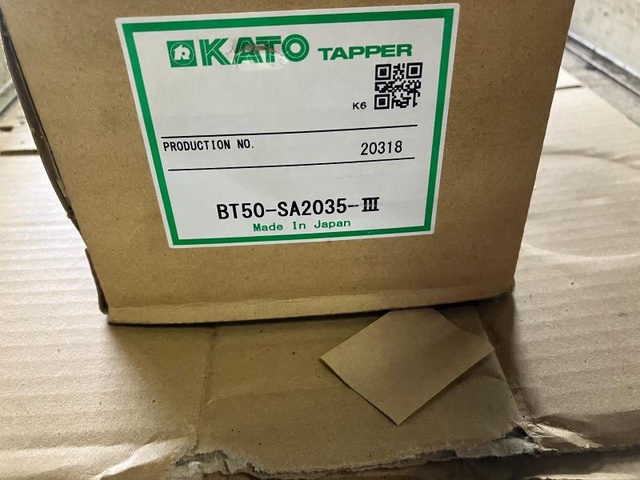 KATO TAPPER
K6
PRODUCTION NO. 20318
BT50-SA2035-Ⅲ
Made In Japan